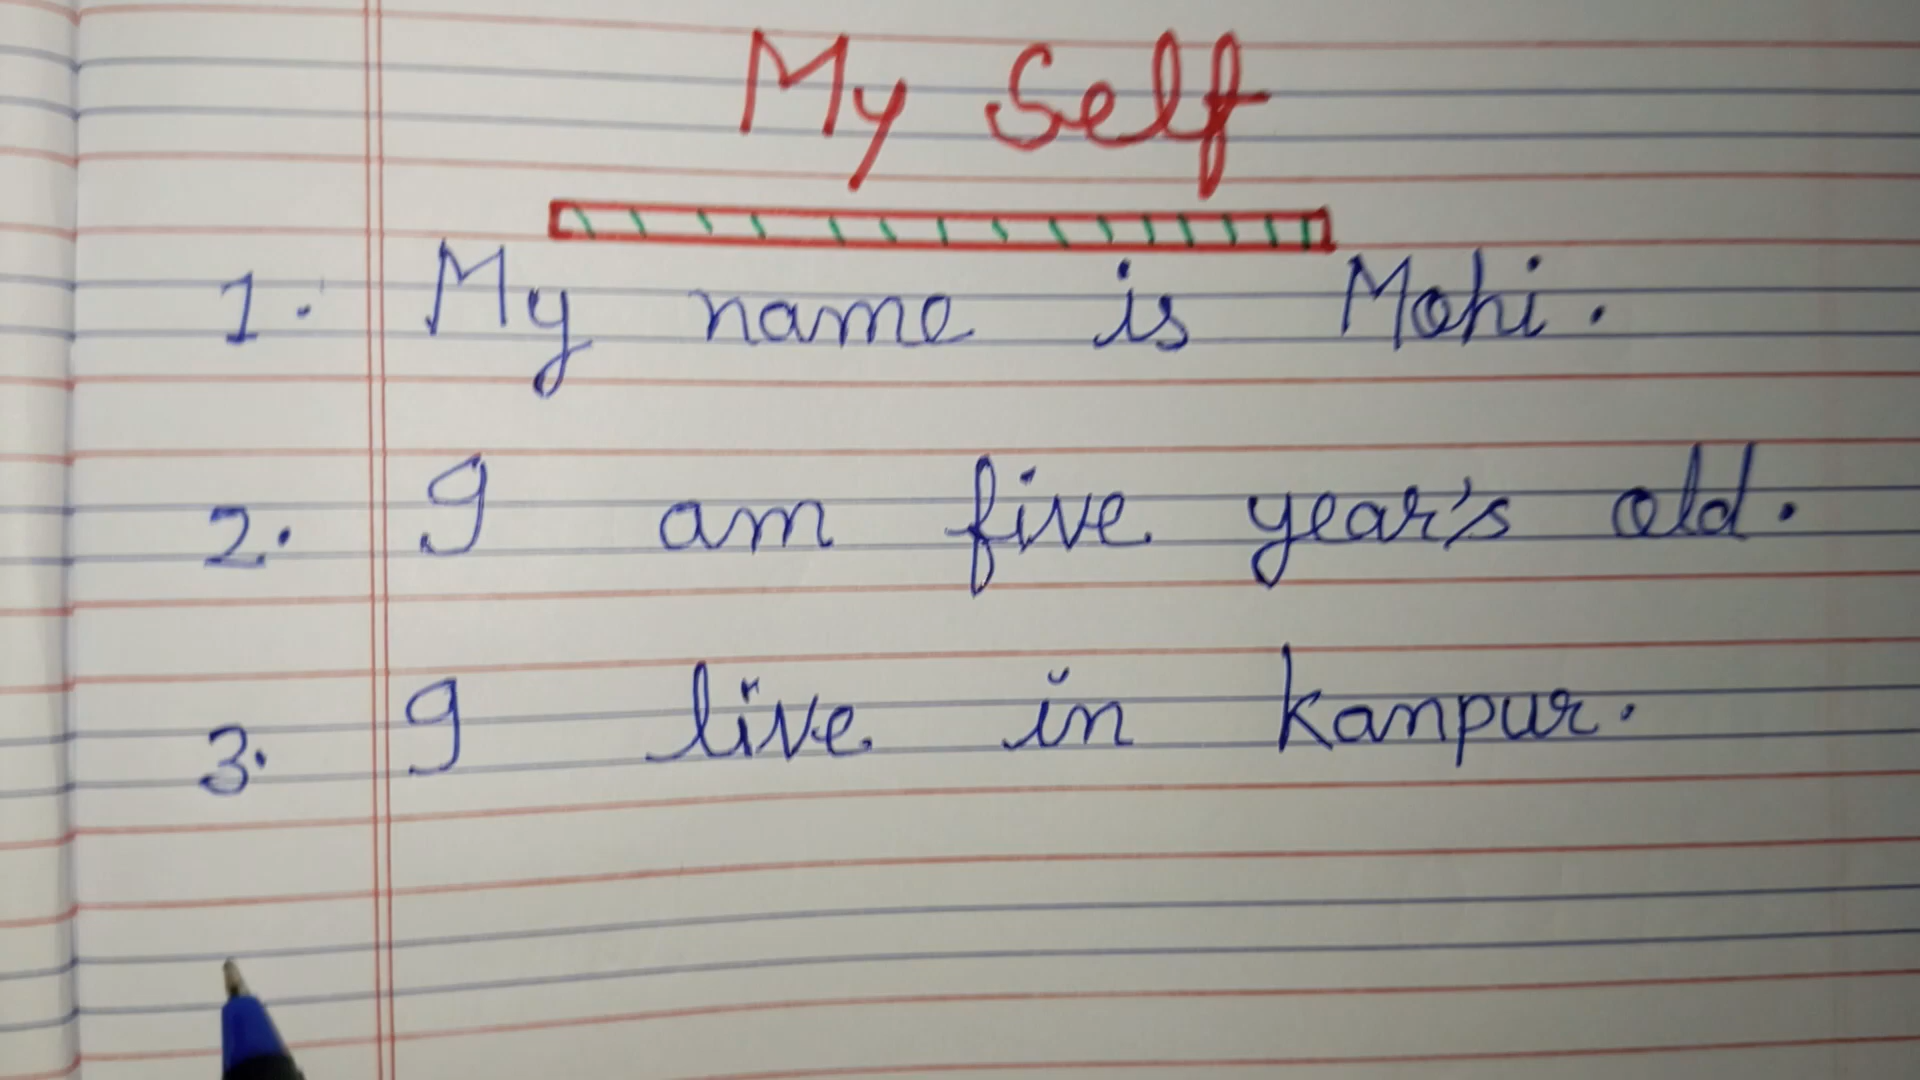 My Self
1. My name is Mohi.
2. I am five year's old.
3. I live in kanpur.